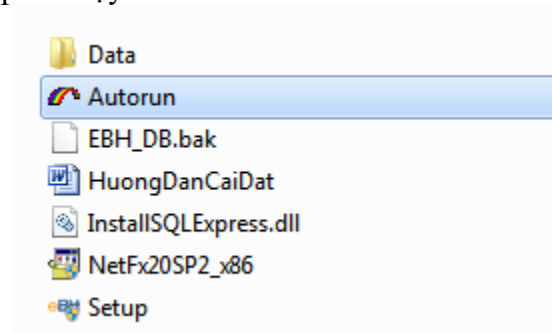 Data
Autorun
EBH_DB.bak
HuongDanCaiDat
InstallSQLExpress.dll
NetFx20SP2_x86
Setup